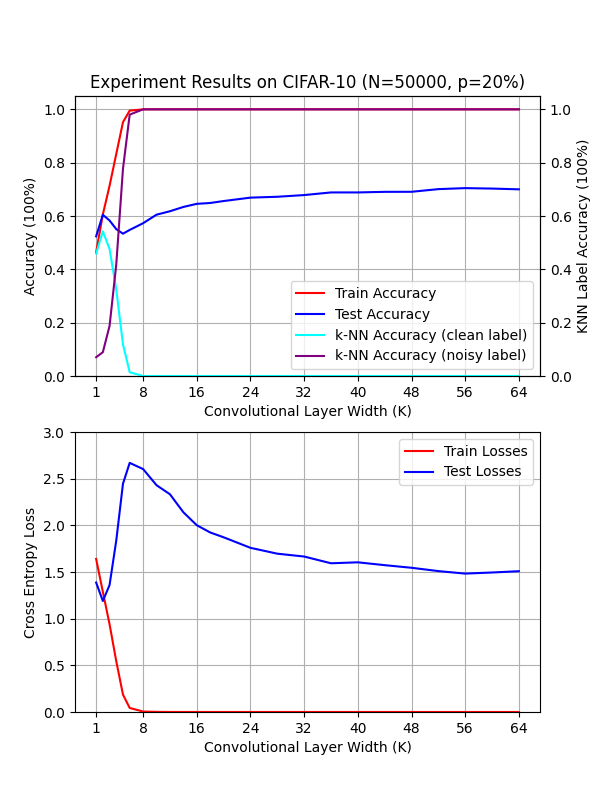 Experiment Results on CIFAR-10 (N=50000, p=20%)
1.0 1.0
0.8 0.8
0.6 0.6
0.4 0.4
0.2 0.2
0.0 0.0
Accuracy (100%)
KNN Label Accuracy (100%)
Train Accuracy
Test Accuracy
k-NN Accuracy (clean label)
k-NN Accuracy (noisy label)
1 8 16 24 32 40 48 56 64
Convolutional Layer Width (K)
3.0
2.5
2.0
1.5
1.0
0.5
0.0
Cross Entropy Loss
Train Losses
Test Losses
1 8 16 24 32 40 48 56 64
Convolutional Layer Width (K)